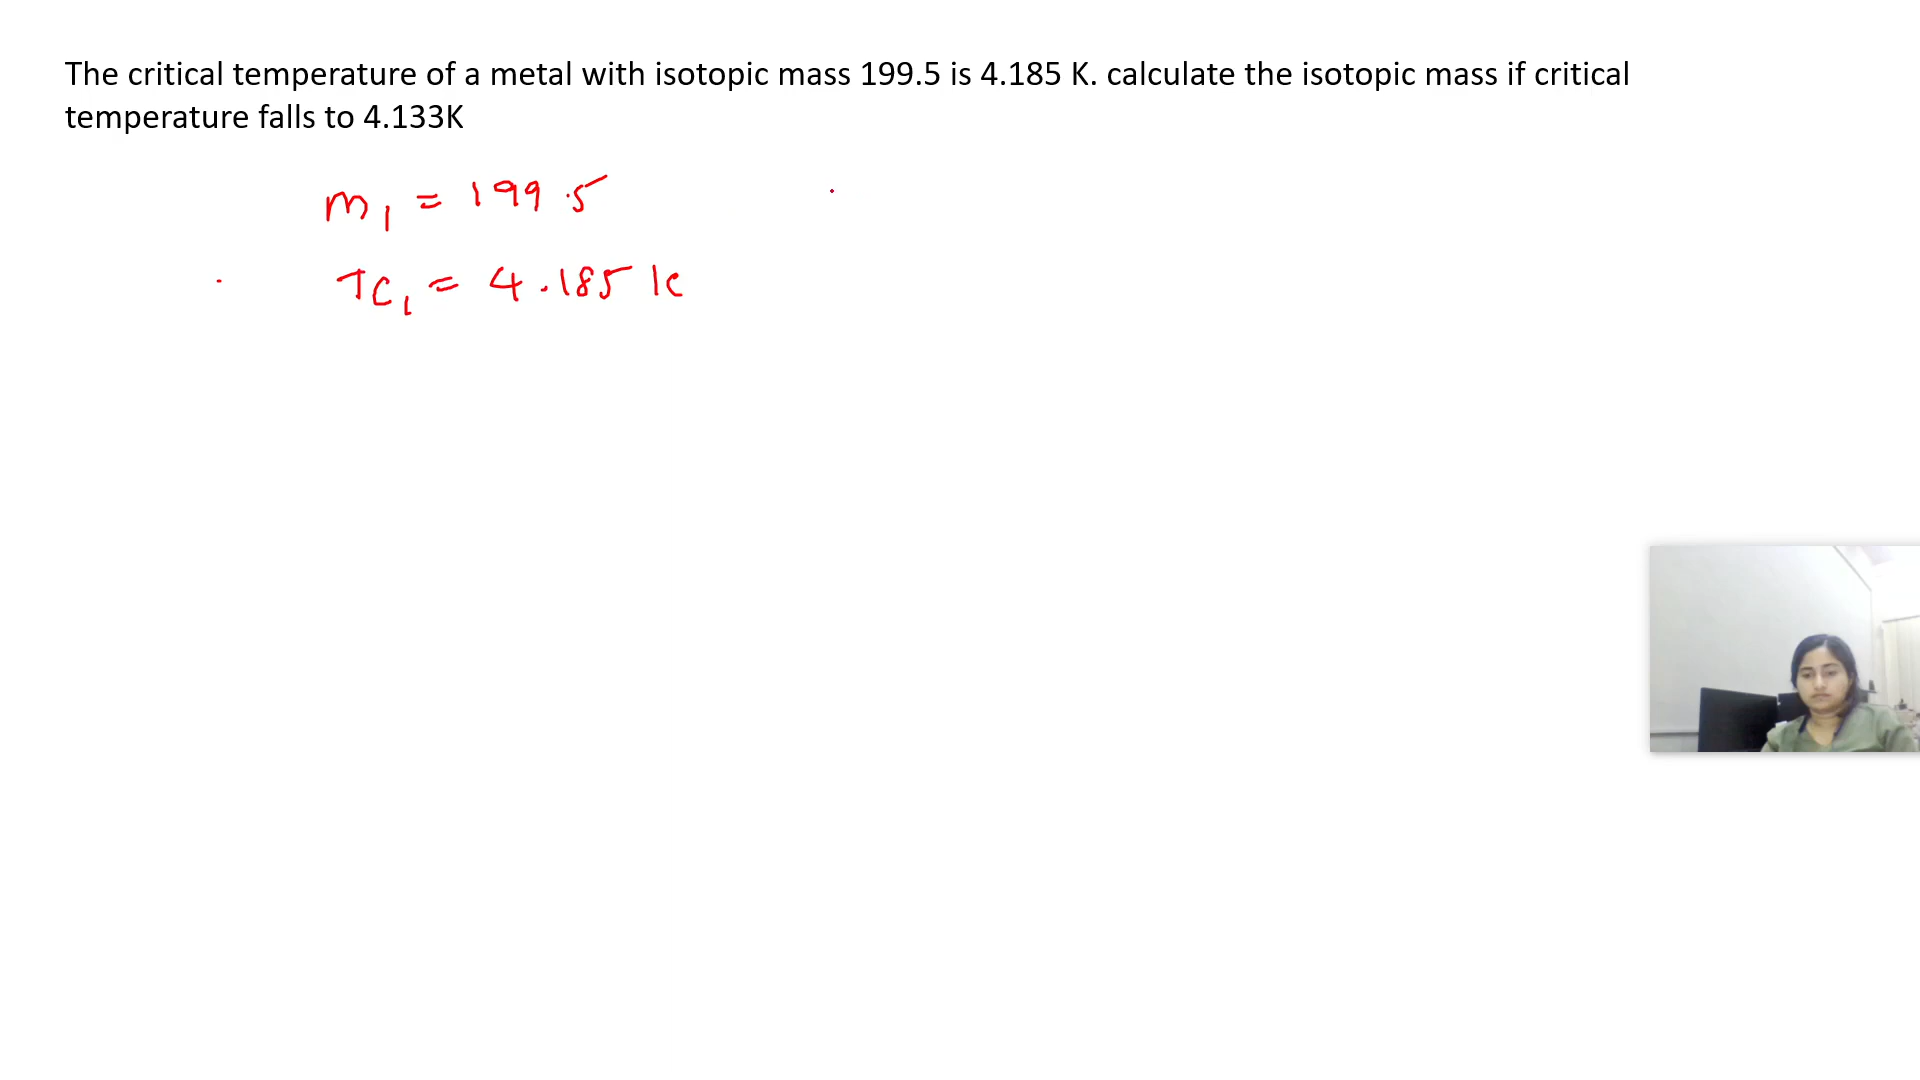 The critical temperature of a metal with isotopic mass 199.5 is 4.185 K. calculate the isotopic mass if critical
temperature falls to 4.133K
m₁ = 199.5
Tc₁ = 4.185 K